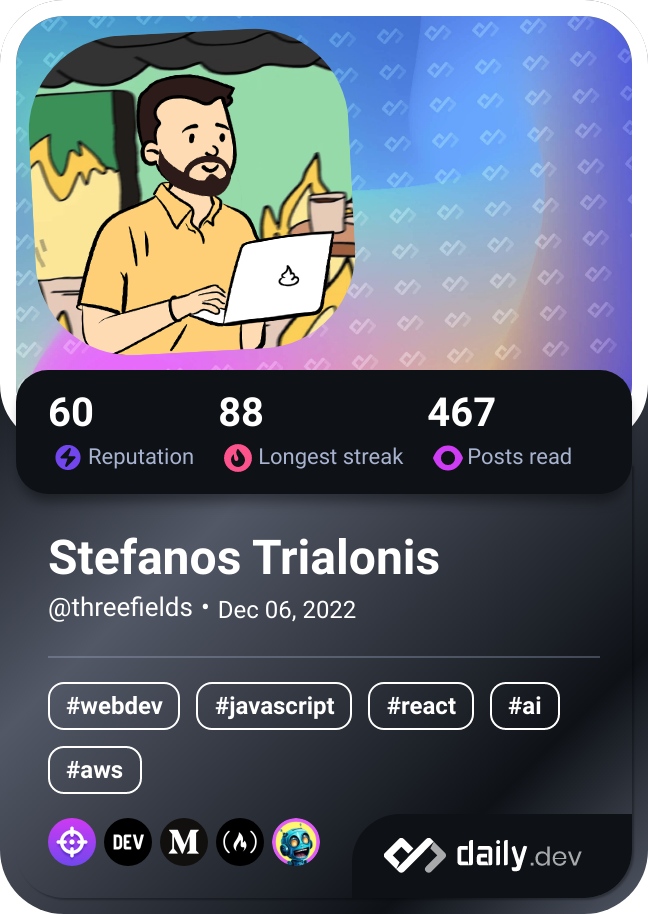 60 88 467
Reputation Longest streak Posts read
Stefanos Trialonis
@threefields • Dec 06, 2022
#webdev #javascript #react #ai
#aws
DEV M
daily.dev